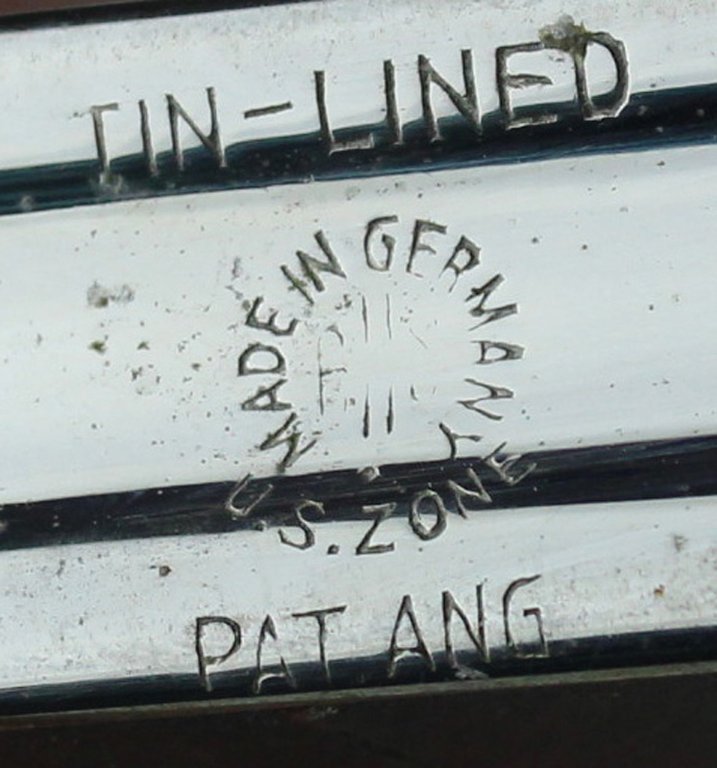 TIN-LINED
MADE IN GERMANY
U.S. ZONE
PAT ANG